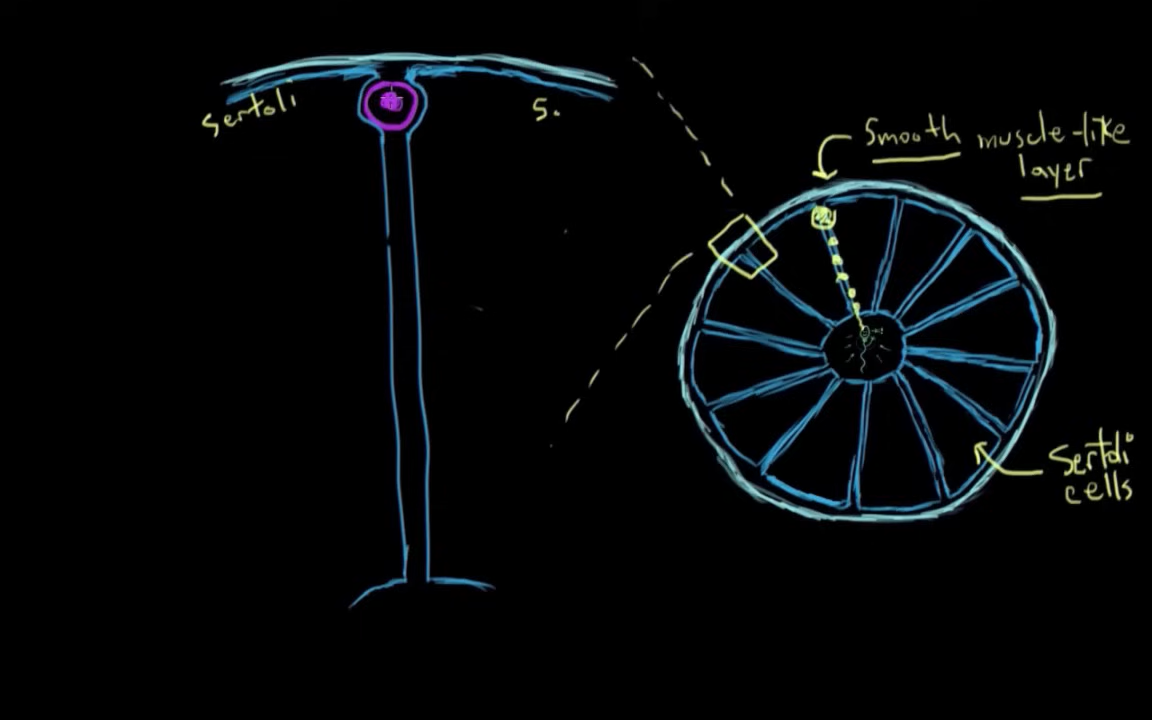 Sertoli
S.
Smooth muscle-like
layer
Sertoli
cells